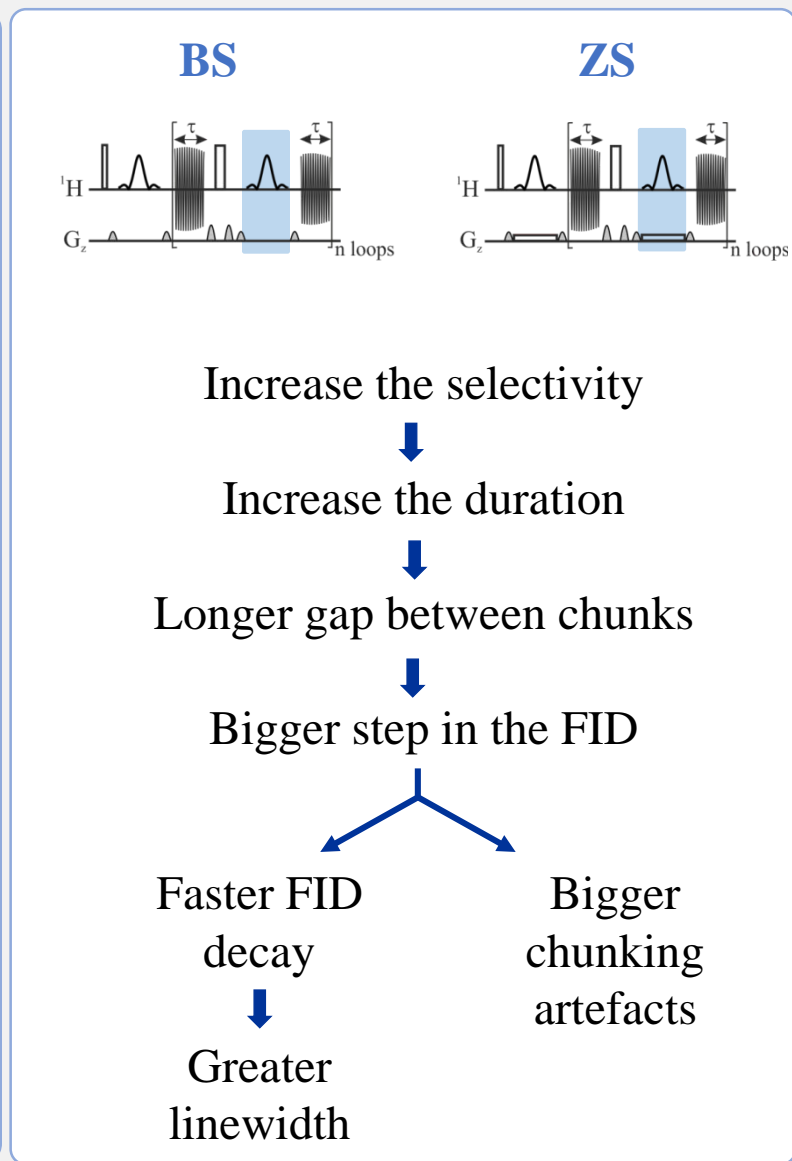 BS
ZS
τ
τ
¹H
G_z
n loops
τ
τ
¹H
G_z
n loops
Increase the selectivity
Increase the duration
Longer gap between chunks
Bigger step in the FID
Faster FID
decay
Bigger
chunking
artefacts
Greater
linewidth